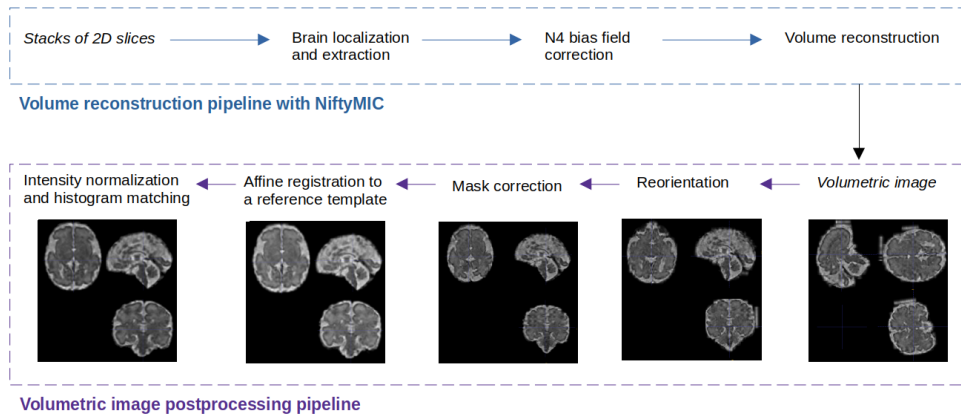 Stacks of 2D slices
Brain localization
and extraction
N4 bias field
correction
Volume reconstruction
Volume reconstruction pipeline with NiftyMIC
Intensity normalization
and histogram matching
Affine registration to
a reference template
Mask correction
Reorientation
Volumetric image
Volumetric image postprocessing pipeline